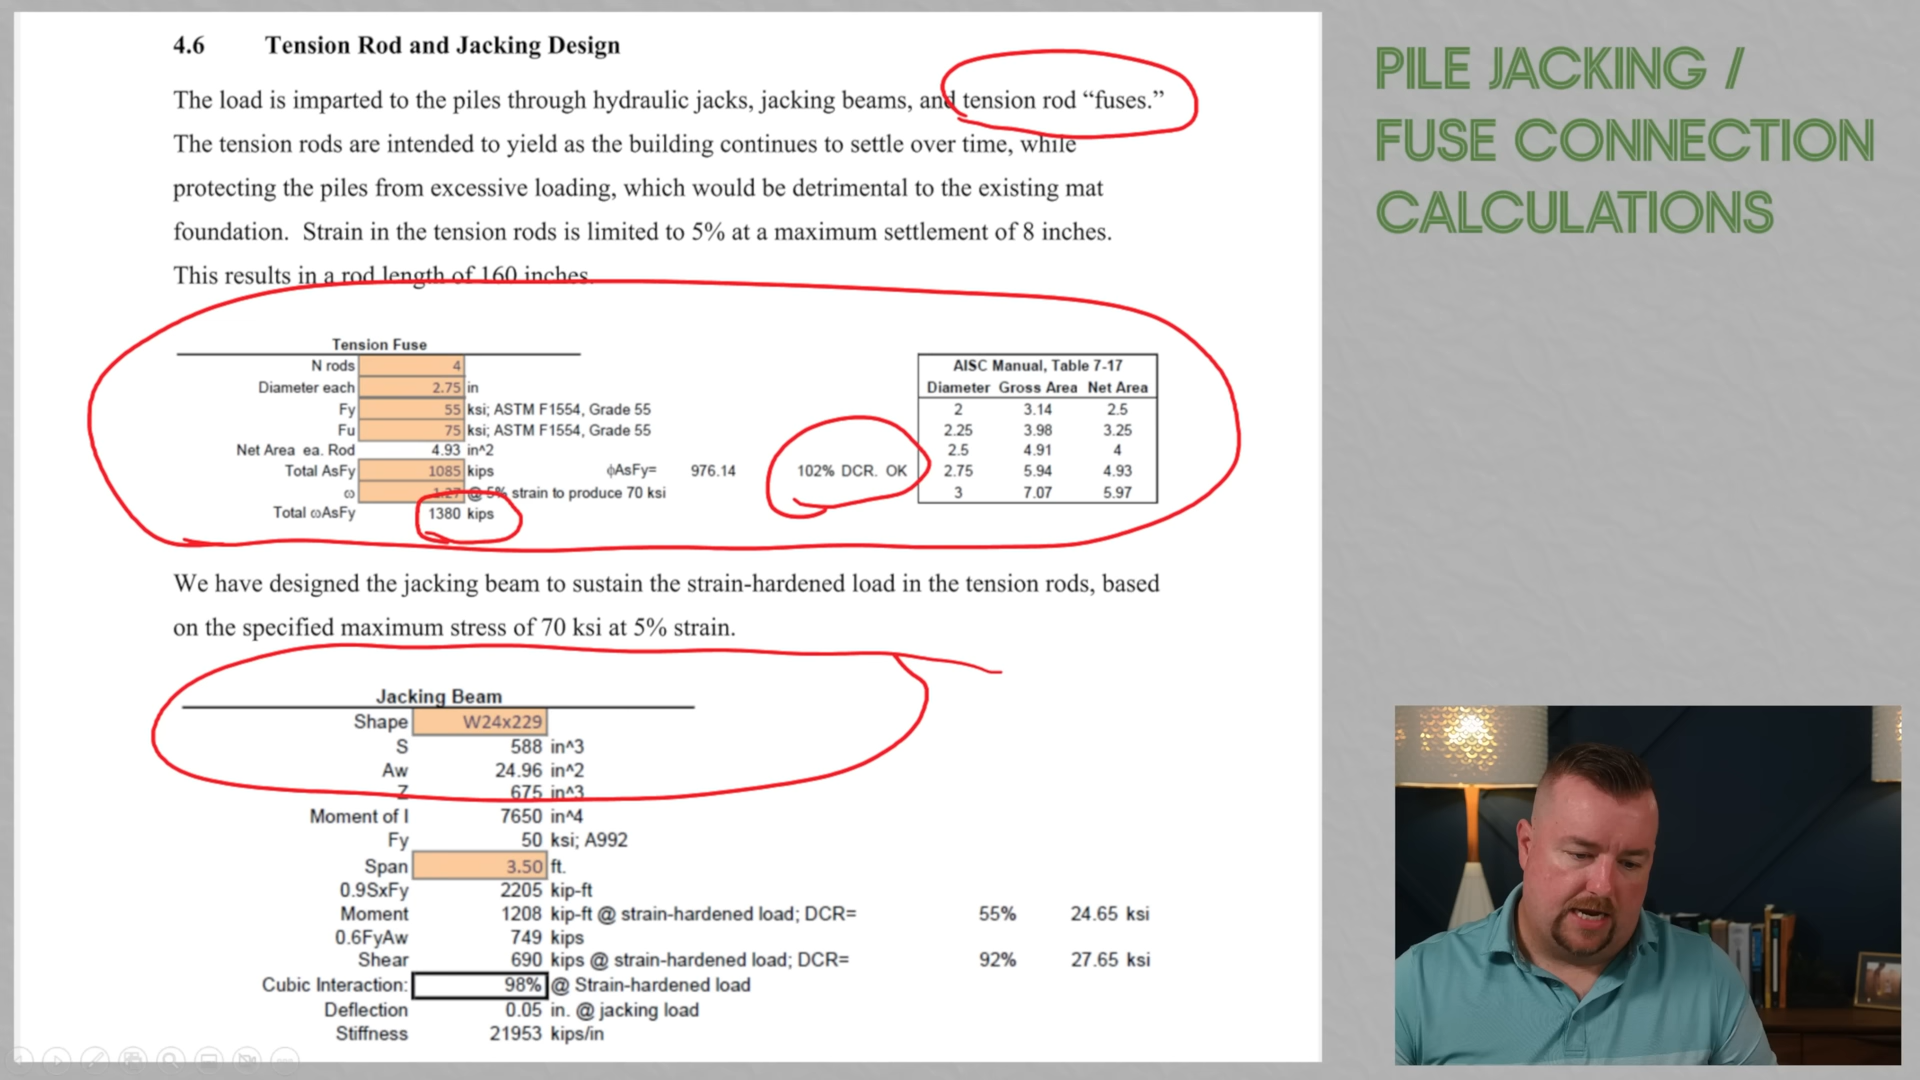 4.6 Tension Rod and Jacking Design
The load is imparted to the piles through hydraulic jacks, jacking beams, and tension rod “fuses.”
The tension rods are intended to yield as the building continues to settle over time, while
protecting the piles from excessive loading, which would be detrimental to the existing mat
foundation. Strain in the tension rods is limited to 5% at a maximum settlement of 8 inches.
This results in a rod length of 160 inches.
Tension Fuse
N rods 4
Diameter each 2.75 in
Fy 55 ksi; ASTM F1554, Grade 55
Fu 75 ksi; ASTM F1554, Grade 55
Net Area ea. Rod 4.93 in^2
Total AsFy 1085 kips ϕAsFy= 976.14 102% DCR. OK
ω 1.27 @ 5% strain to produce 70 ksi
Total ωAsFy 1380 kips
AISC Manual, Table 7-17
Diameter Gross Area Net Area
2 3.14 2.5
2.25 3.98 3.25
2.5 4.91 4
2.75 5.94 4.93
3 7.07 5.97
We have designed the jacking beam to sustain the strain-hardened load in the tension rods, based
on the specified maximum stress of 70 ksi at 5% strain.
Jacking Beam
Shape W24x229
S 588 in^3
Aw 24.96 in^2
Z 675 in^3
Moment of I 7650 in^4
Fy 50 ksi; A992
Span 3.50 ft.
0.9SxFy 2205 kip-ft
Moment 1208 kip-ft @ strain-hardened load; DCR= 55% 24.65 ksi
0.6FyAw 749 kips
Shear 690 kips @ strain-hardened load; DCR= 92% 27.65 ksi
Cubic Interaction: 98% @ Strain-hardened load
Deflection 0.05 in. @ jacking load
Stiffness 21953 kips/in
PILE JACKING /
FUSE CONNECTION
CALCULATIONS